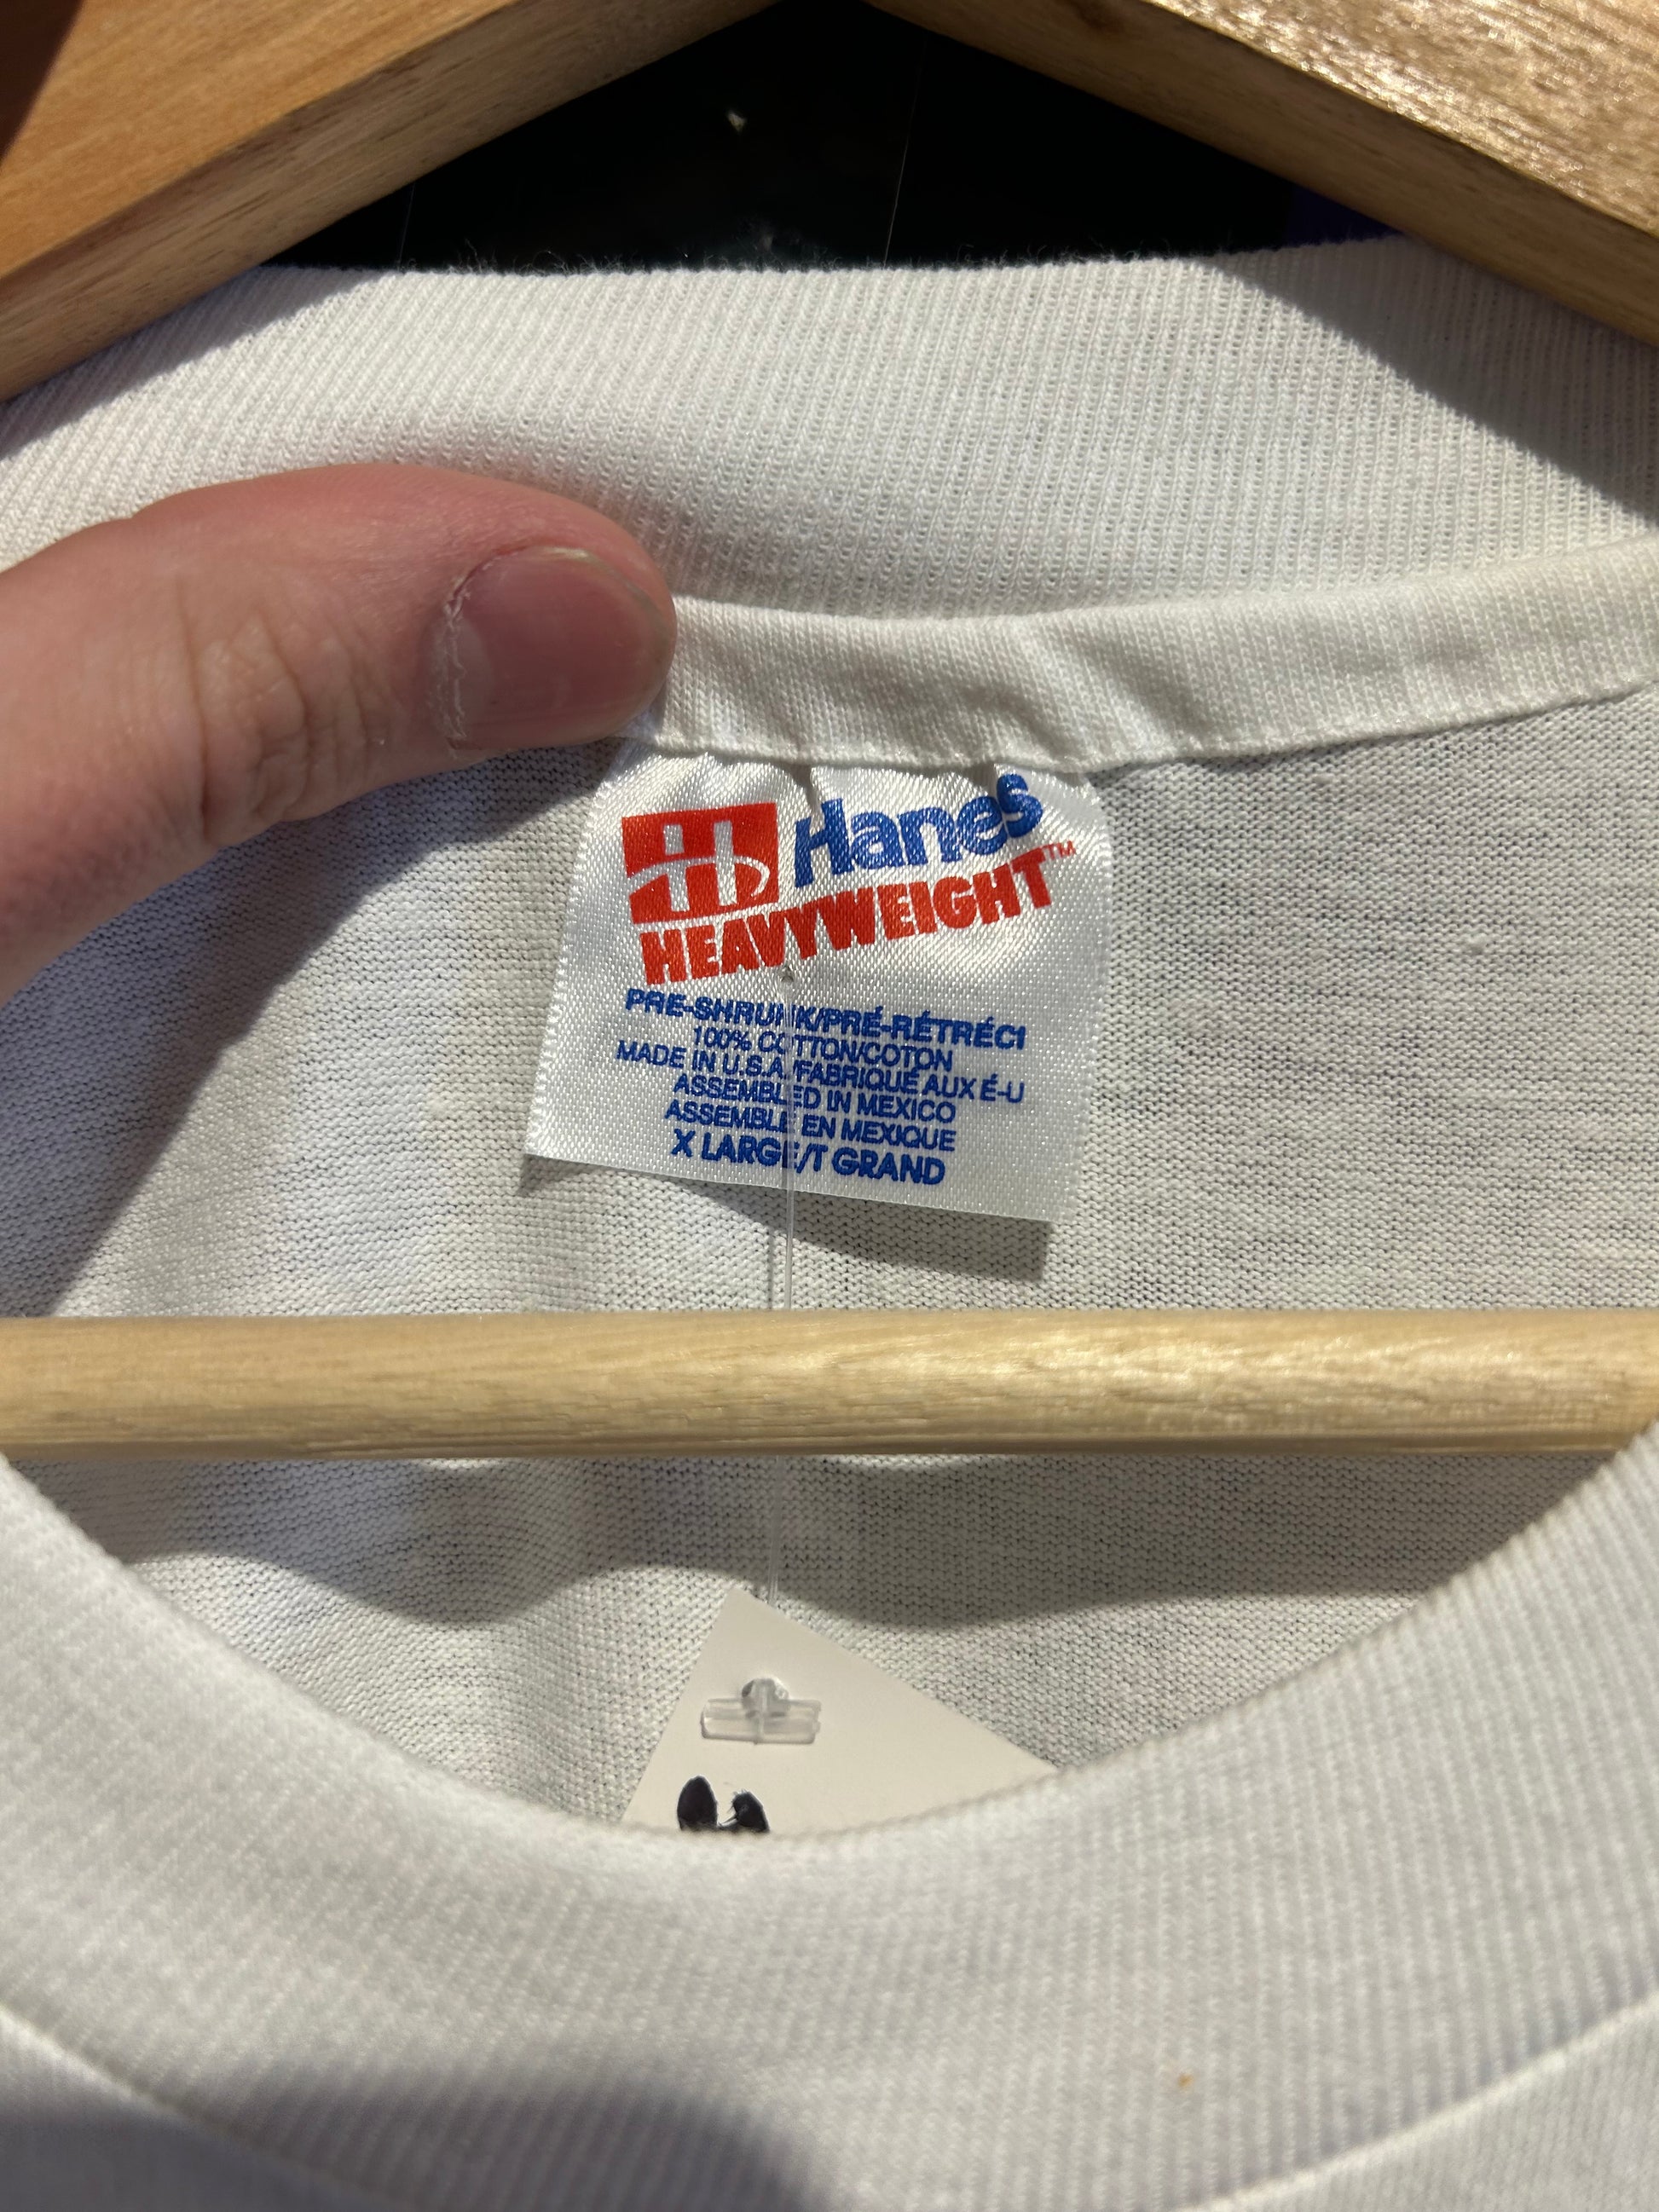 Hanes
HEAVYWEIGHT™
PRE-SHRUNK/PRÉ-RÉTRÉCI
100% COTTON/COTON
MADE IN U.S.A./FABRIQUÉ AUX É-U
ASSEMBLED IN MEXICO
ASSEMBLÉ EN MEXIQUE
X LARGE/T GRAND